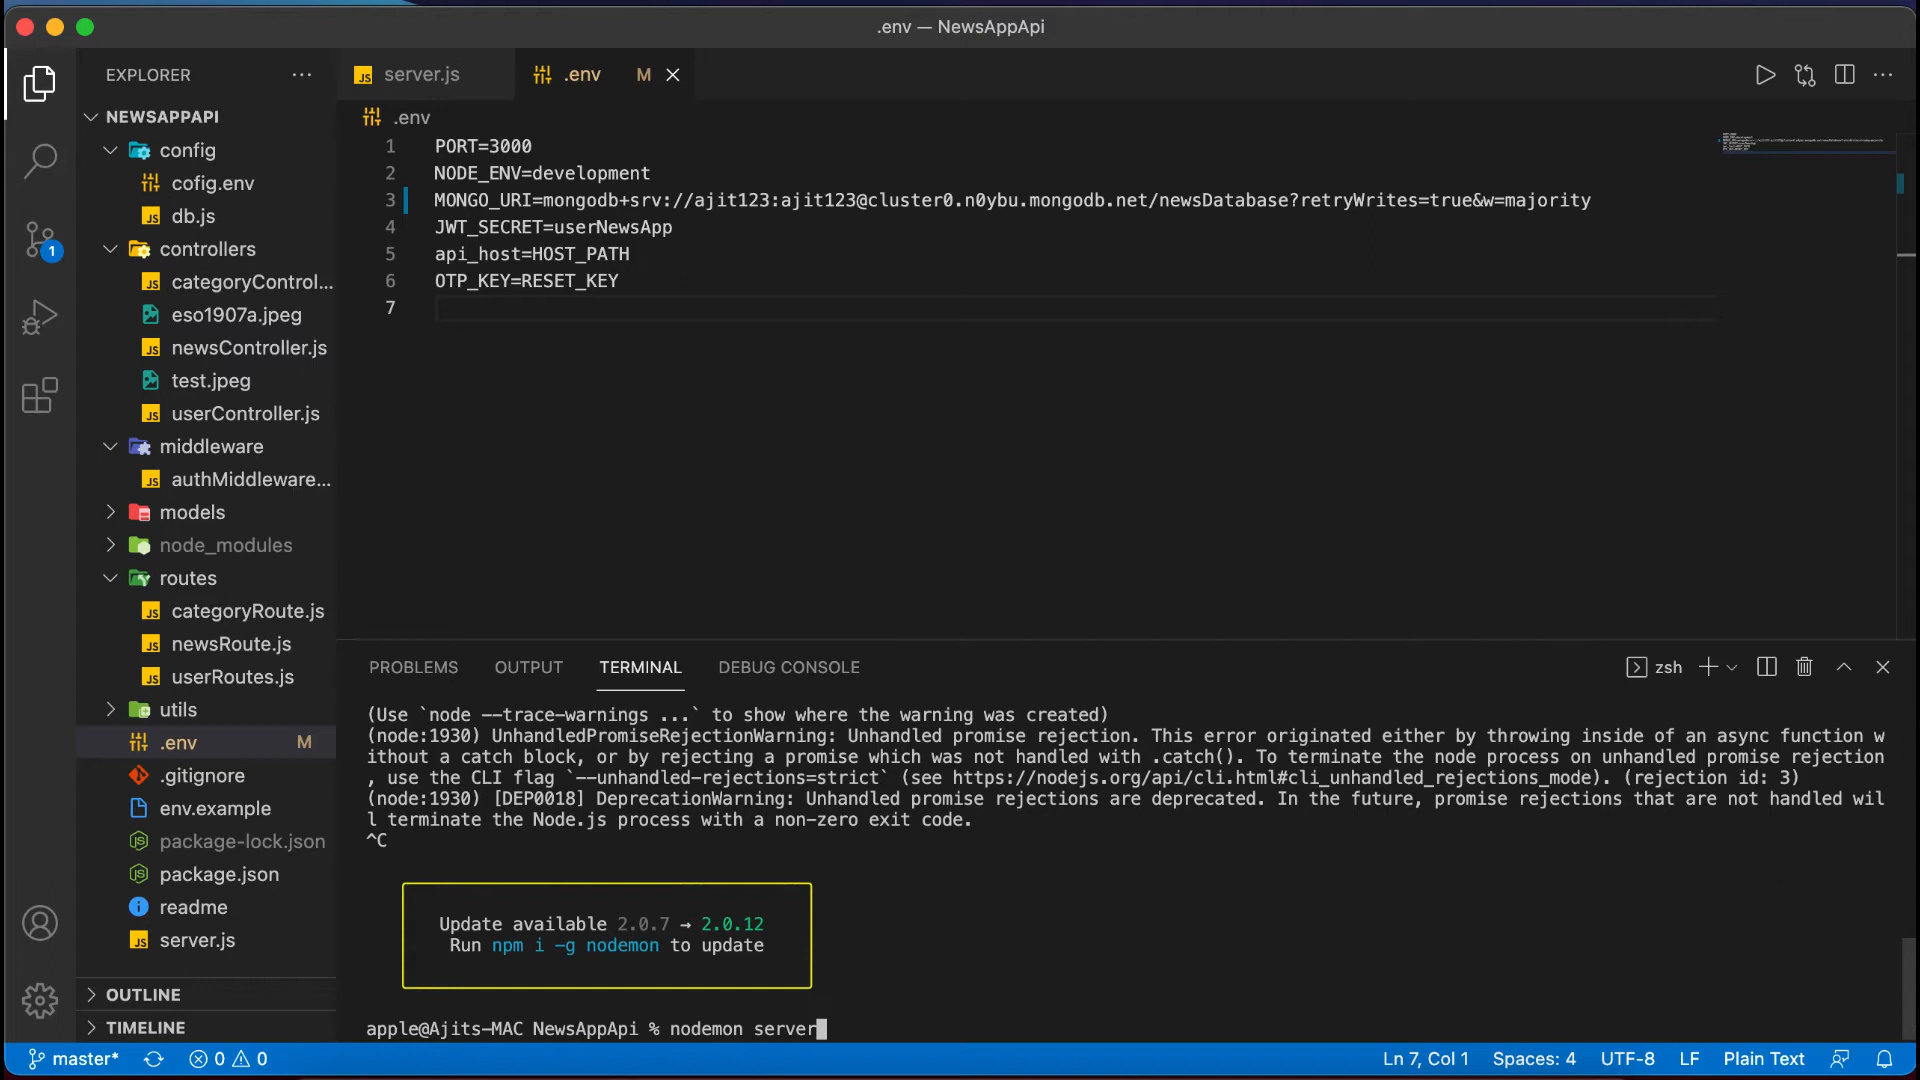 .env — NewsAppApi
EXPLORER
server.js
.env
M
NEWSAPPAPI
config
cofig.env
db.js
controllers
categoryControl...
eso1907a.jpeg
newsController.js
test.jpeg
userController.js
middleware
authMiddleware...
models
node_modules
routes
categoryRoute.js
newsRoute.js
userRoutes.js
utils
.env M
.gitignore
env.example
package-lock.json
package.json
readme
server.js
OUTLINE
TIMELINE
1
.env
1 PORT=3000
2 NODE_ENV=development
3 MONGO_URI=mongodb+srv://ajit123:ajit123@cluster0.n0ybu.mongodb.net/newsDatabase?retryWrites=true&w=majority
4 JWT_SECRET=userNewsApp
5 api_host=HOST_PATH
6 OTP_KEY=RESET_KEY
7
PROBLEMS OUTPUT TERMINAL DEBUG CONSOLE
zsh
(Use `node --trace-warnings ...` to show where the warning was created)
(node:1930) UnhandledPromiseRejectionWarning: Unhandled promise rejection. This error originated either by throwing inside of an async function w
ithout a catch block, or by rejecting a promise which was not handled with .catch(). To terminate the node process on unhandled promise rejection
, use the CLI flag `--unhandled-rejections=strict` (see https://nodejs.org/api/cli.html#cli_unhandled_rejections_mode). (rejection id: 3)
(node:1930) [DEP0018] DeprecationWarning: Unhandled promise rejections are deprecated. In the future, promise rejections that are not handled wil
l terminate the Node.js process with a non-zero exit code.
^C
Update available 2.0.7 → 2.0.12
Run npm i -g nodemon to update
apple@Ajits-MAC NewsAppApi % nodemon server
master* 0 0
Ln 7, Col 1 Spaces: 4 UTF-8 LF Plain Text